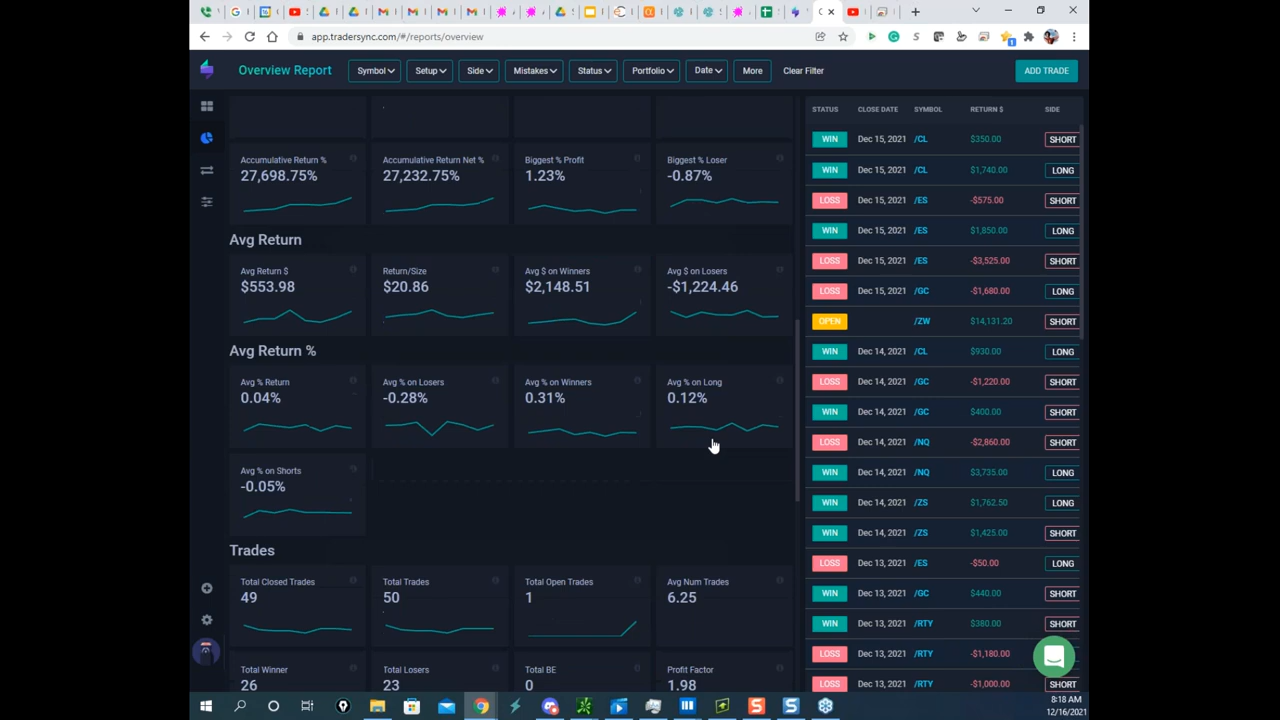 app.tradersync.com/#/reports/overview
Overview Report
Symbol
Setup
Side
Mistakes
Status
Portfolio
Date
More
Clear Filter
ADD TRADE
Accumulative Return %
27,698.75%
Accumulative Return Net %
27,232.75%
Biggest % Profit
1.23%
Biggest % Loser
-0.87%
Avg Return
Avg Return $
$553.98
Return/Size
$20.86
Avg $ on Winners
$2,148.51
Avg $ on Losers
-$1,224.46
Avg Return %
Avg % Return
0.04%
Avg % on Losers
-0.28%
Avg % on Winners
0.31%
Avg % on Long
0.12%
Avg % on Shorts
-0.05%
Trades
Total Closed Trades
49
Total Trades
50
Total Open Trades
1
Avg Num Trades
6.25
Total Winner
26
Total Losers
23
Total BE
0
Profit Factor
1.98
STATUS CLOSE DATE SYMBOL RETURN $ SIDE
WIN Dec 15, 2021 /CL $350.00 SHORT
WIN Dec 15, 2021 /CL $1,740.00 LONG
LOSS Dec 15, 2021 /ES -$575.00 SHORT
WIN Dec 15, 2021 /ES $1,850.00 LONG
LOSS Dec 15, 2021 /ES -$3,525.00 SHORT
LOSS Dec 15, 2021 /GC -$1,680.00 LONG
OPEN /ZW $14,131.20 SHORT
WIN Dec 14, 2021 /CL $930.00 LONG
LOSS Dec 14, 2021 /GC -$1,220.00 SHORT
WIN Dec 14, 2021 /GC $400.00 LONG
LOSS Dec 14, 2021 /NQ -$2,860.00 SHORT
WIN Dec 14, 2021 /NQ $3,735.00 LONG
WIN Dec 14, 2021 /ZS $1,762.50 LONG
WIN Dec 14, 2021 /ZS $1,425.00 SHORT
LOSS Dec 13, 2021 /ES -$50.00 LONG
WIN Dec 13, 2021 /GC $440.00 SHORT
WIN Dec 13, 2021 /RTY $380.00 SHORT
LOSS Dec 13, 2021 /RTY -$1,180.00 LONG
LOSS Dec 13, 2021 /RTY -$1,000.00 SHORT
8:18 AM
12/16/2021